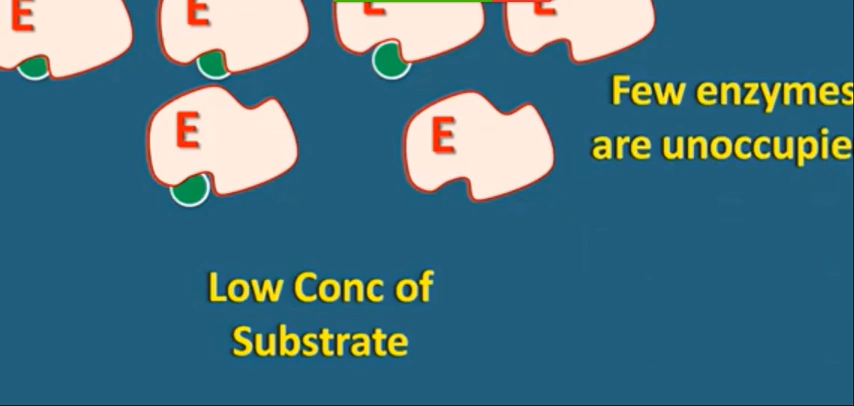 E E E E
Few enzymes
are unoccupie
E E
Low Conc of
Substrate